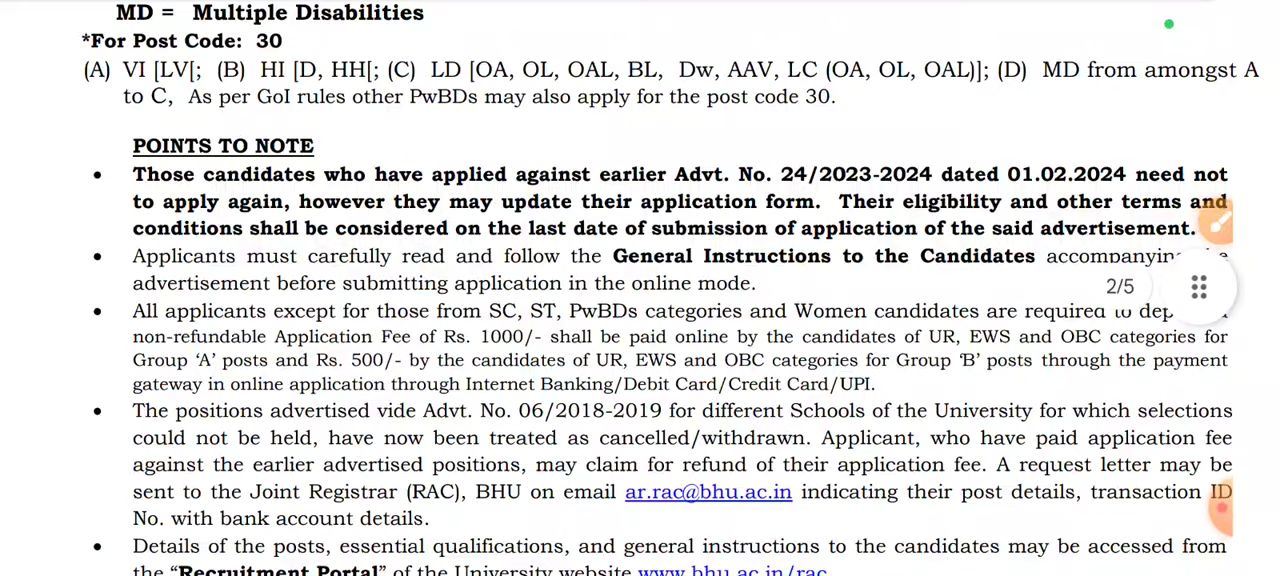 MD = Multiple Disabilities
*For Post Code: 30
(A) VI [LV[; (B) HI [D, HH[; (C) LD [OA, OL, OAL, BL, Dw, AAV, LC (OA, OL, OAL)]; (D) MD from amongst A
to C, As per GoI rules other PwBDs may also apply for the post code 30.
POINTS TO NOTE
• Those candidates who have applied against earlier Advt. No. 24/2023-2024 dated 01.02.2024 need not
to apply again, however they may update their application form. Their eligibility and other terms and
conditions shall be considered on the last date of submission of application of the said advertisement.
• Applicants must carefully read and follow the General Instructions to the Candidates
advertisement before submitting application in the online mode.
2/5
• All applicants except for those from SC, ST, PwBDs categories and Women candidates are required to
non-refundable Application Fee of Rs. 1000/- shall be paid online by the candidates of UR, EWS and OBC categories for
Group ‘A’ posts and Rs. 500/- by the candidates of UR, EWS and OBC categories for Group ‘B’ posts through the payment
gateway in online application through Internet Banking/Debit Card/Credit Card/UPI.
• The positions advertised vide Advt. No. 06/2018-2019 for different Schools of the University for which selections
could not be held, have now been treated as cancelled/withdrawn. Applicant, who have paid application fee
against the earlier advertised positions, may claim for refund of their application fee. A request letter may be
sent to the Joint Registrar (RAC), BHU on email ar.rac@bhu.ac.in indicating their post details, transaction ID
No. with bank account details.
• Details of the posts, essential qualifications, and general instructions to the candidates may be accessed from
the “Recruitment Portal” of the University website www.bhu.ac.in/rac